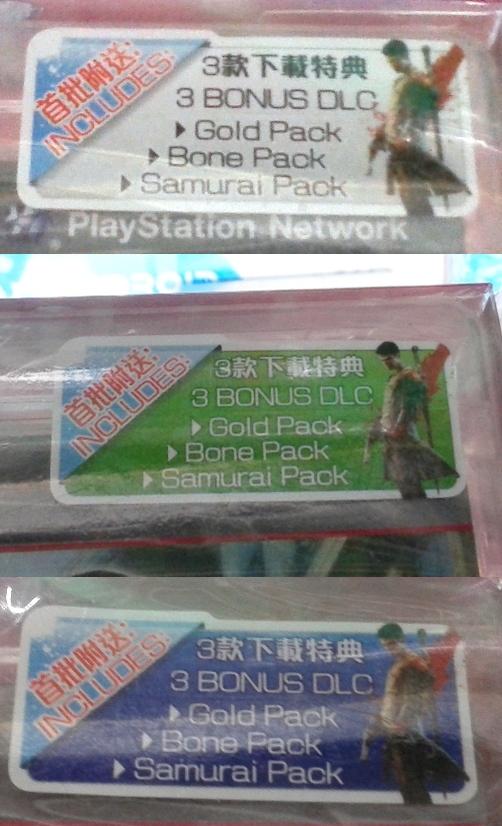 首批附送:
INCLUDES:
3款下載特典
3 BONUS DLC
Gold Pack
Bone Pack
Samurai Pack
PlayStation Network
首批附送:
INCLUDES:
3款下載特典
3 BONUS DLC
Gold Pack
Bone Pack
Samurai Pack
首批附送:
INCLUDES:
3款下載特典
3 BONUS DLC
Gold Pack
Bone Pack
Samurai Pack